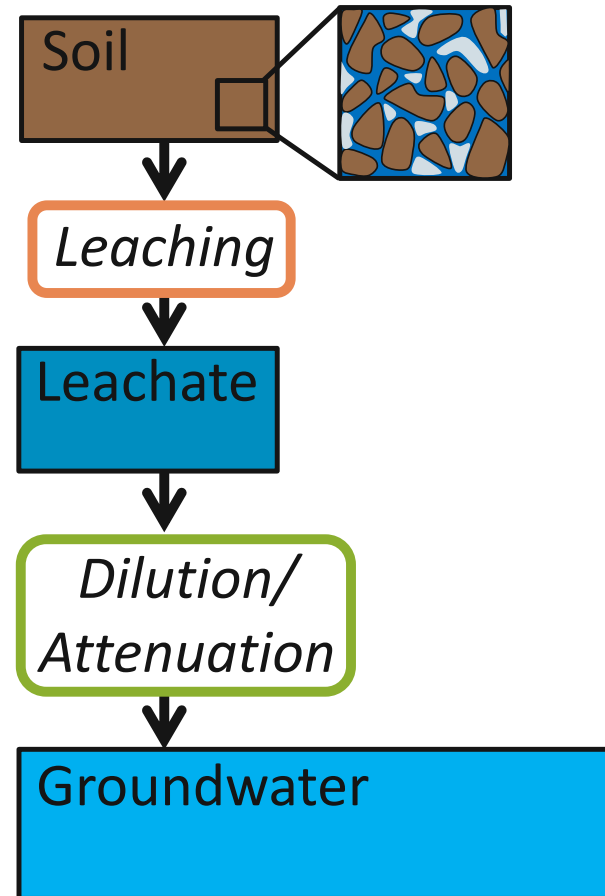 Soil
Leaching
Leachate
Dilution/
Attenuation
Groundwater